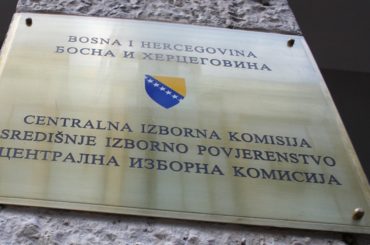 BOSNA I HERCEGOVINA
БОСНА И ХЕРЦЕГОВИНА
CENTRALNA IZBORNA KOMISIJA
SREDIŠNJE IZBORNO POVJERENSTVO
ЦЕНТРАЛНА ИЗБОРНА КОМИСИЈА